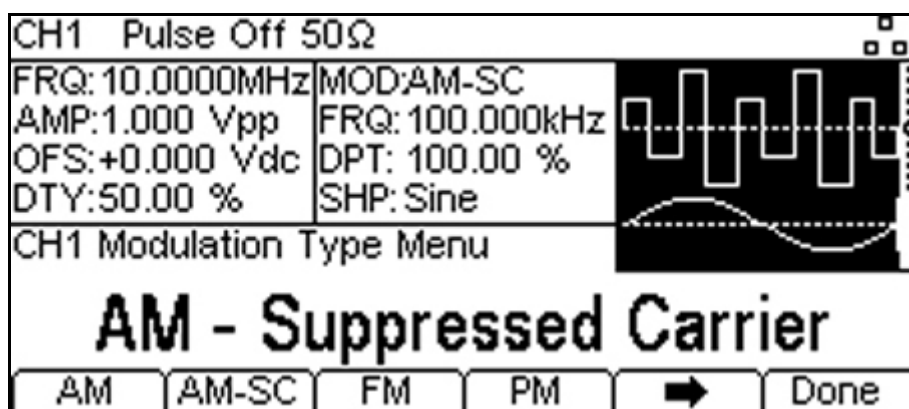 CH1 Pulse Off 50Ω
FRQ:10.0000MHz
AMP:1.000 Vpp
OFS:+0.000 Vdc
DTY:50.00 %
MOD:AM-SC
FRQ:100.000kHz
DPT: 100.00 %
SHP: Sine
CH1 Modulation Type Menu
AM - Suppressed Carrier
AM AM-SC FM PM Done